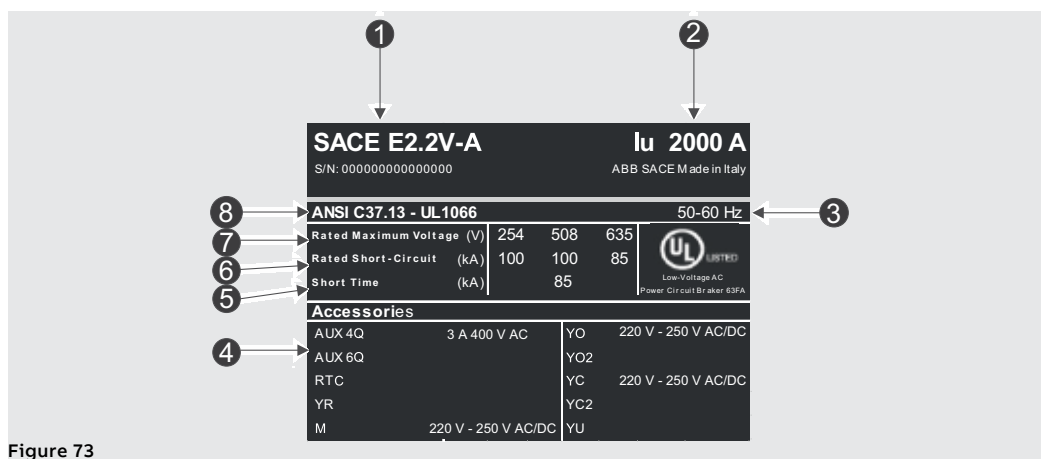 1 2
SACE E2.2V-A Iu 2000 A
S/N: 000000000000000 ABB SACE Made in Italy
8 ANSI C37.13 - UL1066 50-60 Hz 3
7 Rated Maximum Voltage (V) 254 508 635
6 Rated Short-Circuit (kA) 100 100 85
UL LISTED
5 Short Time (kA) 85
Low-Voltage AC
Power Circuit Braker 63FA
Accessories
AUX 4Q 3 A 400 V AC YO 220 V - 250 V AC/DC
4 AUX 6Q YO2
RTC YC 220 V - 250 V AC/DC
YR YC2
M 220 V - 250 V AC/DC YU
Figure 73